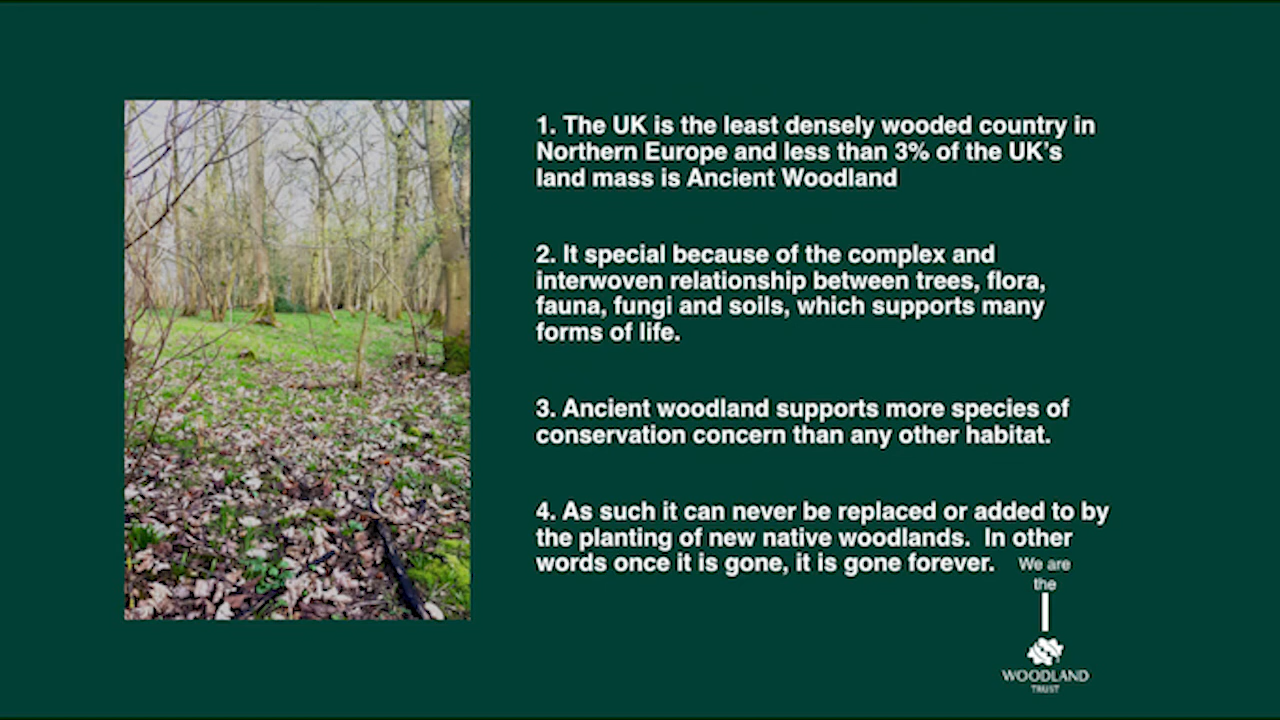 1. The UK is the least densely wooded country in
Northern Europe and less than 3% of the UK’s
land mass is Ancient Woodland
2. It special because of the complex and
interwoven relationship between trees, flora,
fauna, fungi and soils, which supports many
forms of life.
3. Ancient woodland supports more species of
conservation concern than any other habitat.
4. As such it can never be replaced or added to by
the planting of new native woodlands.  In other
words once it is gone, it is gone forever.
We are
the
WOODLAND
TRUST